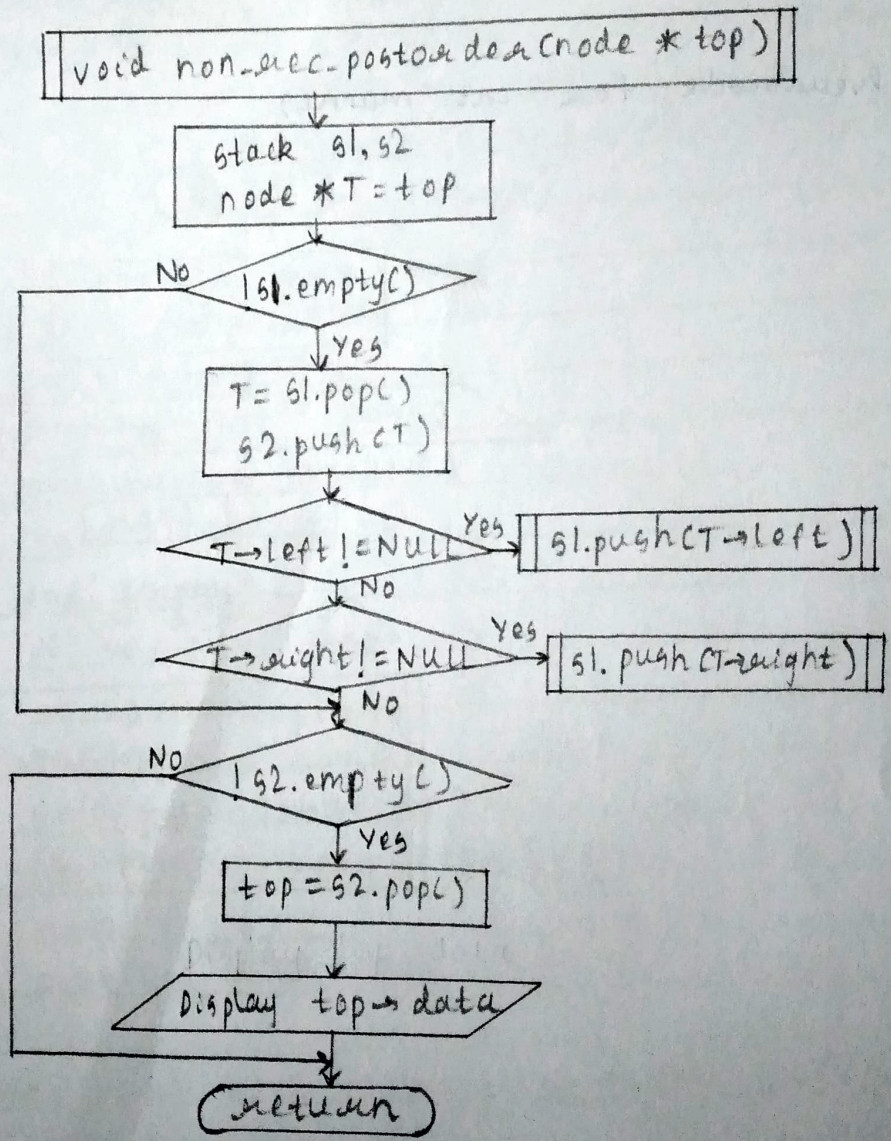 void non_rec_postorder(node * top)
stack s1, s2
node *T = top
No
!s1.empty()
Yes
T = s1.pop()
s2.push(T)
T→left != NULL
Yes
s1.push(T→left)
No
T→right != NULL
Yes
s1.push(T→right)
No
No
!s2.empty()
Yes
top = s2.pop()
Display top→data
return